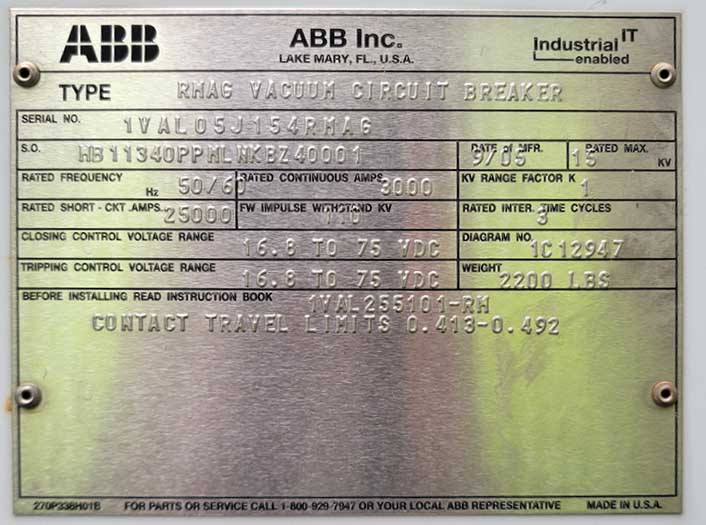 ABB
ABB Inc.
LAKE MARY, FL., U.S.A.
Industrial IT
enabled
TYPE RMAG VACUUM CIRCUIT BREAKER
SERIAL NO. 1VAL05J154RMAG
S.O. WB11340PPMLNKBZ40001 DATE of MFR. 9/05 RATED MAX. 15 KV
RATED FREQUENCY Hz 50/60 RATED CONTINUOUS AMPS 3000 KV RANGE FACTOR K 1
RATED SHORT-CKT. AMPS. 25000 FW IMPULSE WITHSTAND KV 110 RATED INTER. TIME CYCLES 3
CLOSING CONTROL VOLTAGE RANGE 16.8 TO 75 VDC DIAGRAM NO. 1C12947
TRIPPING CONTROL VOLTAGE RANGE 16.8 TO 75 VDC WEIGHT 2200 LBS
BEFORE INSTALLING READ INSTRUCTION BOOK 1VAL255101-RM
CONTACT TRAVEL LIMITS 0.413-0.492
270P338H01B FOR PARTS OR SERVICE CALL 1-800-929-7947 OR YOUR LOCAL ABB REPRESENTATIVE MADE IN U.S.A.